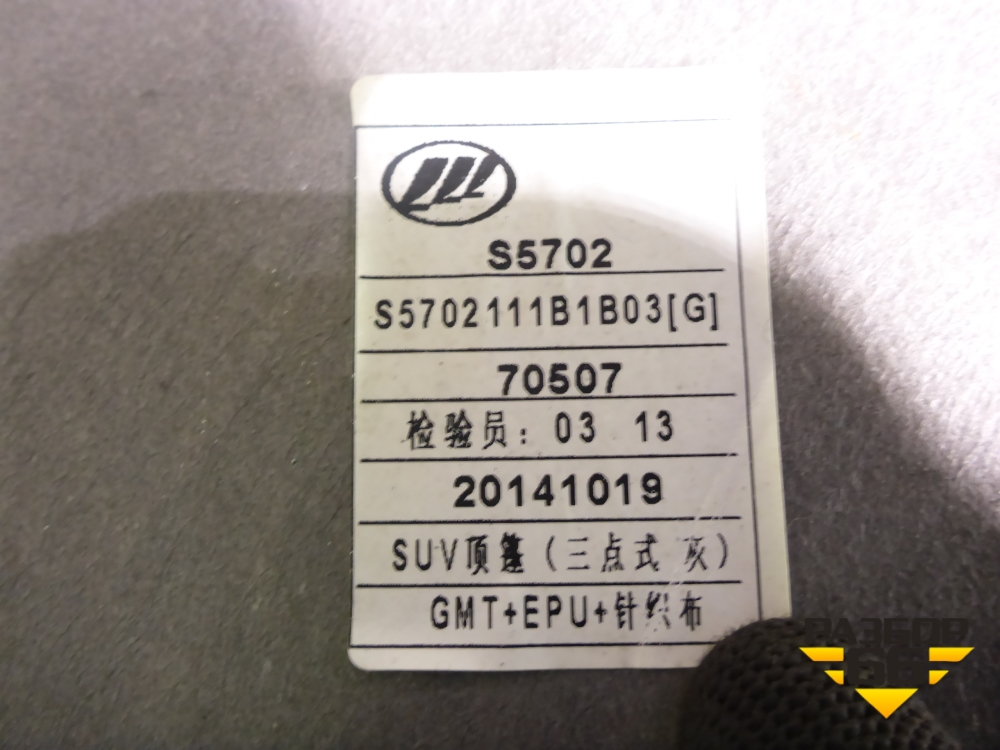 S5702
S5702111B1B03[G]
70507
检验员：03 13
20141019
SUV顶篷（三点式 灰）
GMT+EPU+针织布
РАЗБОР